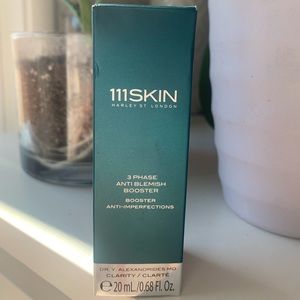 111SKIN
HARLEY ST LONDON
3 PHASE
ANTI BLEMISH
BOOSTER
BOOSTER
ANTI-IMPERFECTIONS
DR. Y. ALEXANDRIDES MD.
CLARITY / CLARTÉ
℮ 20 mL./0.68 Fl. Oz.